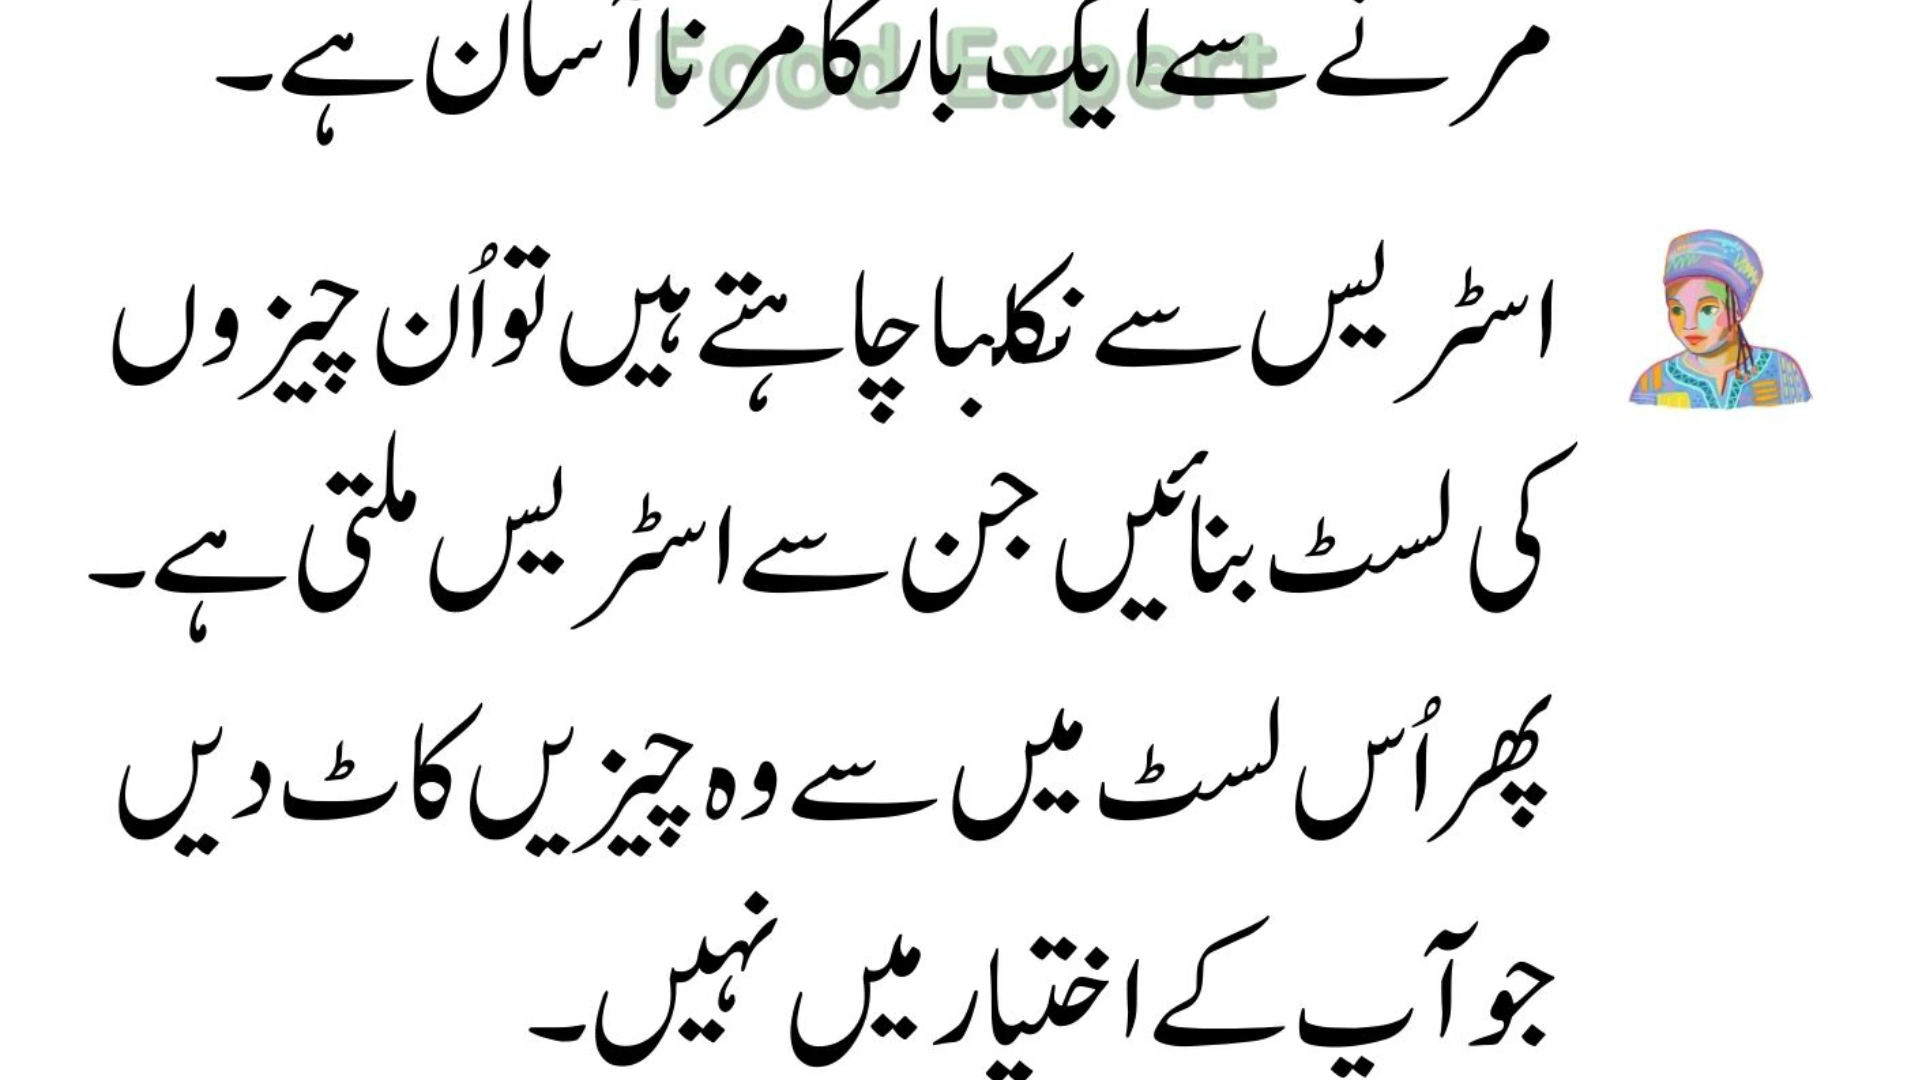 مرنے سے ایک بار کا مرنا آسان ہے۔
Food Expert
اسٹریس سے نکلبا چاہتے ہیں تو اُن چیزوں
کی لسٹ بنائیں جن سے اسٹریس ملتی ہے۔
پھر اُس لسٹ میں سے وہ چیزیں کاٹ دیں
جو آپ کے اختیار میں نہیں۔